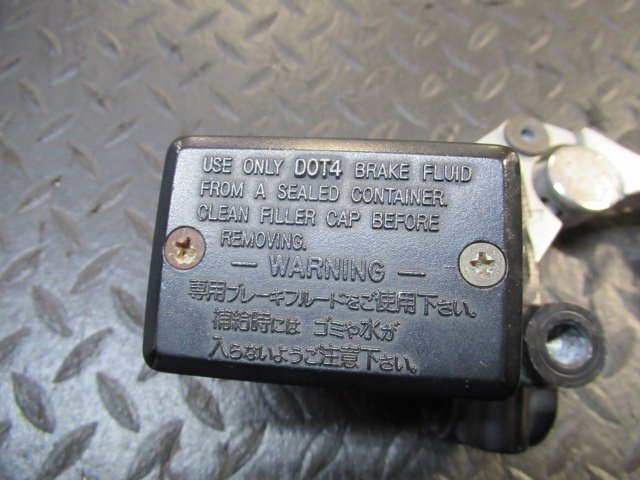 USE ONLY DOT4 BRAKE FLUID
FROM A SEALED CONTAINER.
CLEAN FILLER CAP BEFORE
REMOVING.
— WARNING —
専用ブレーキフルードをご使用下さい。
補給時には ゴミや水が
入らないようご注意下さい。